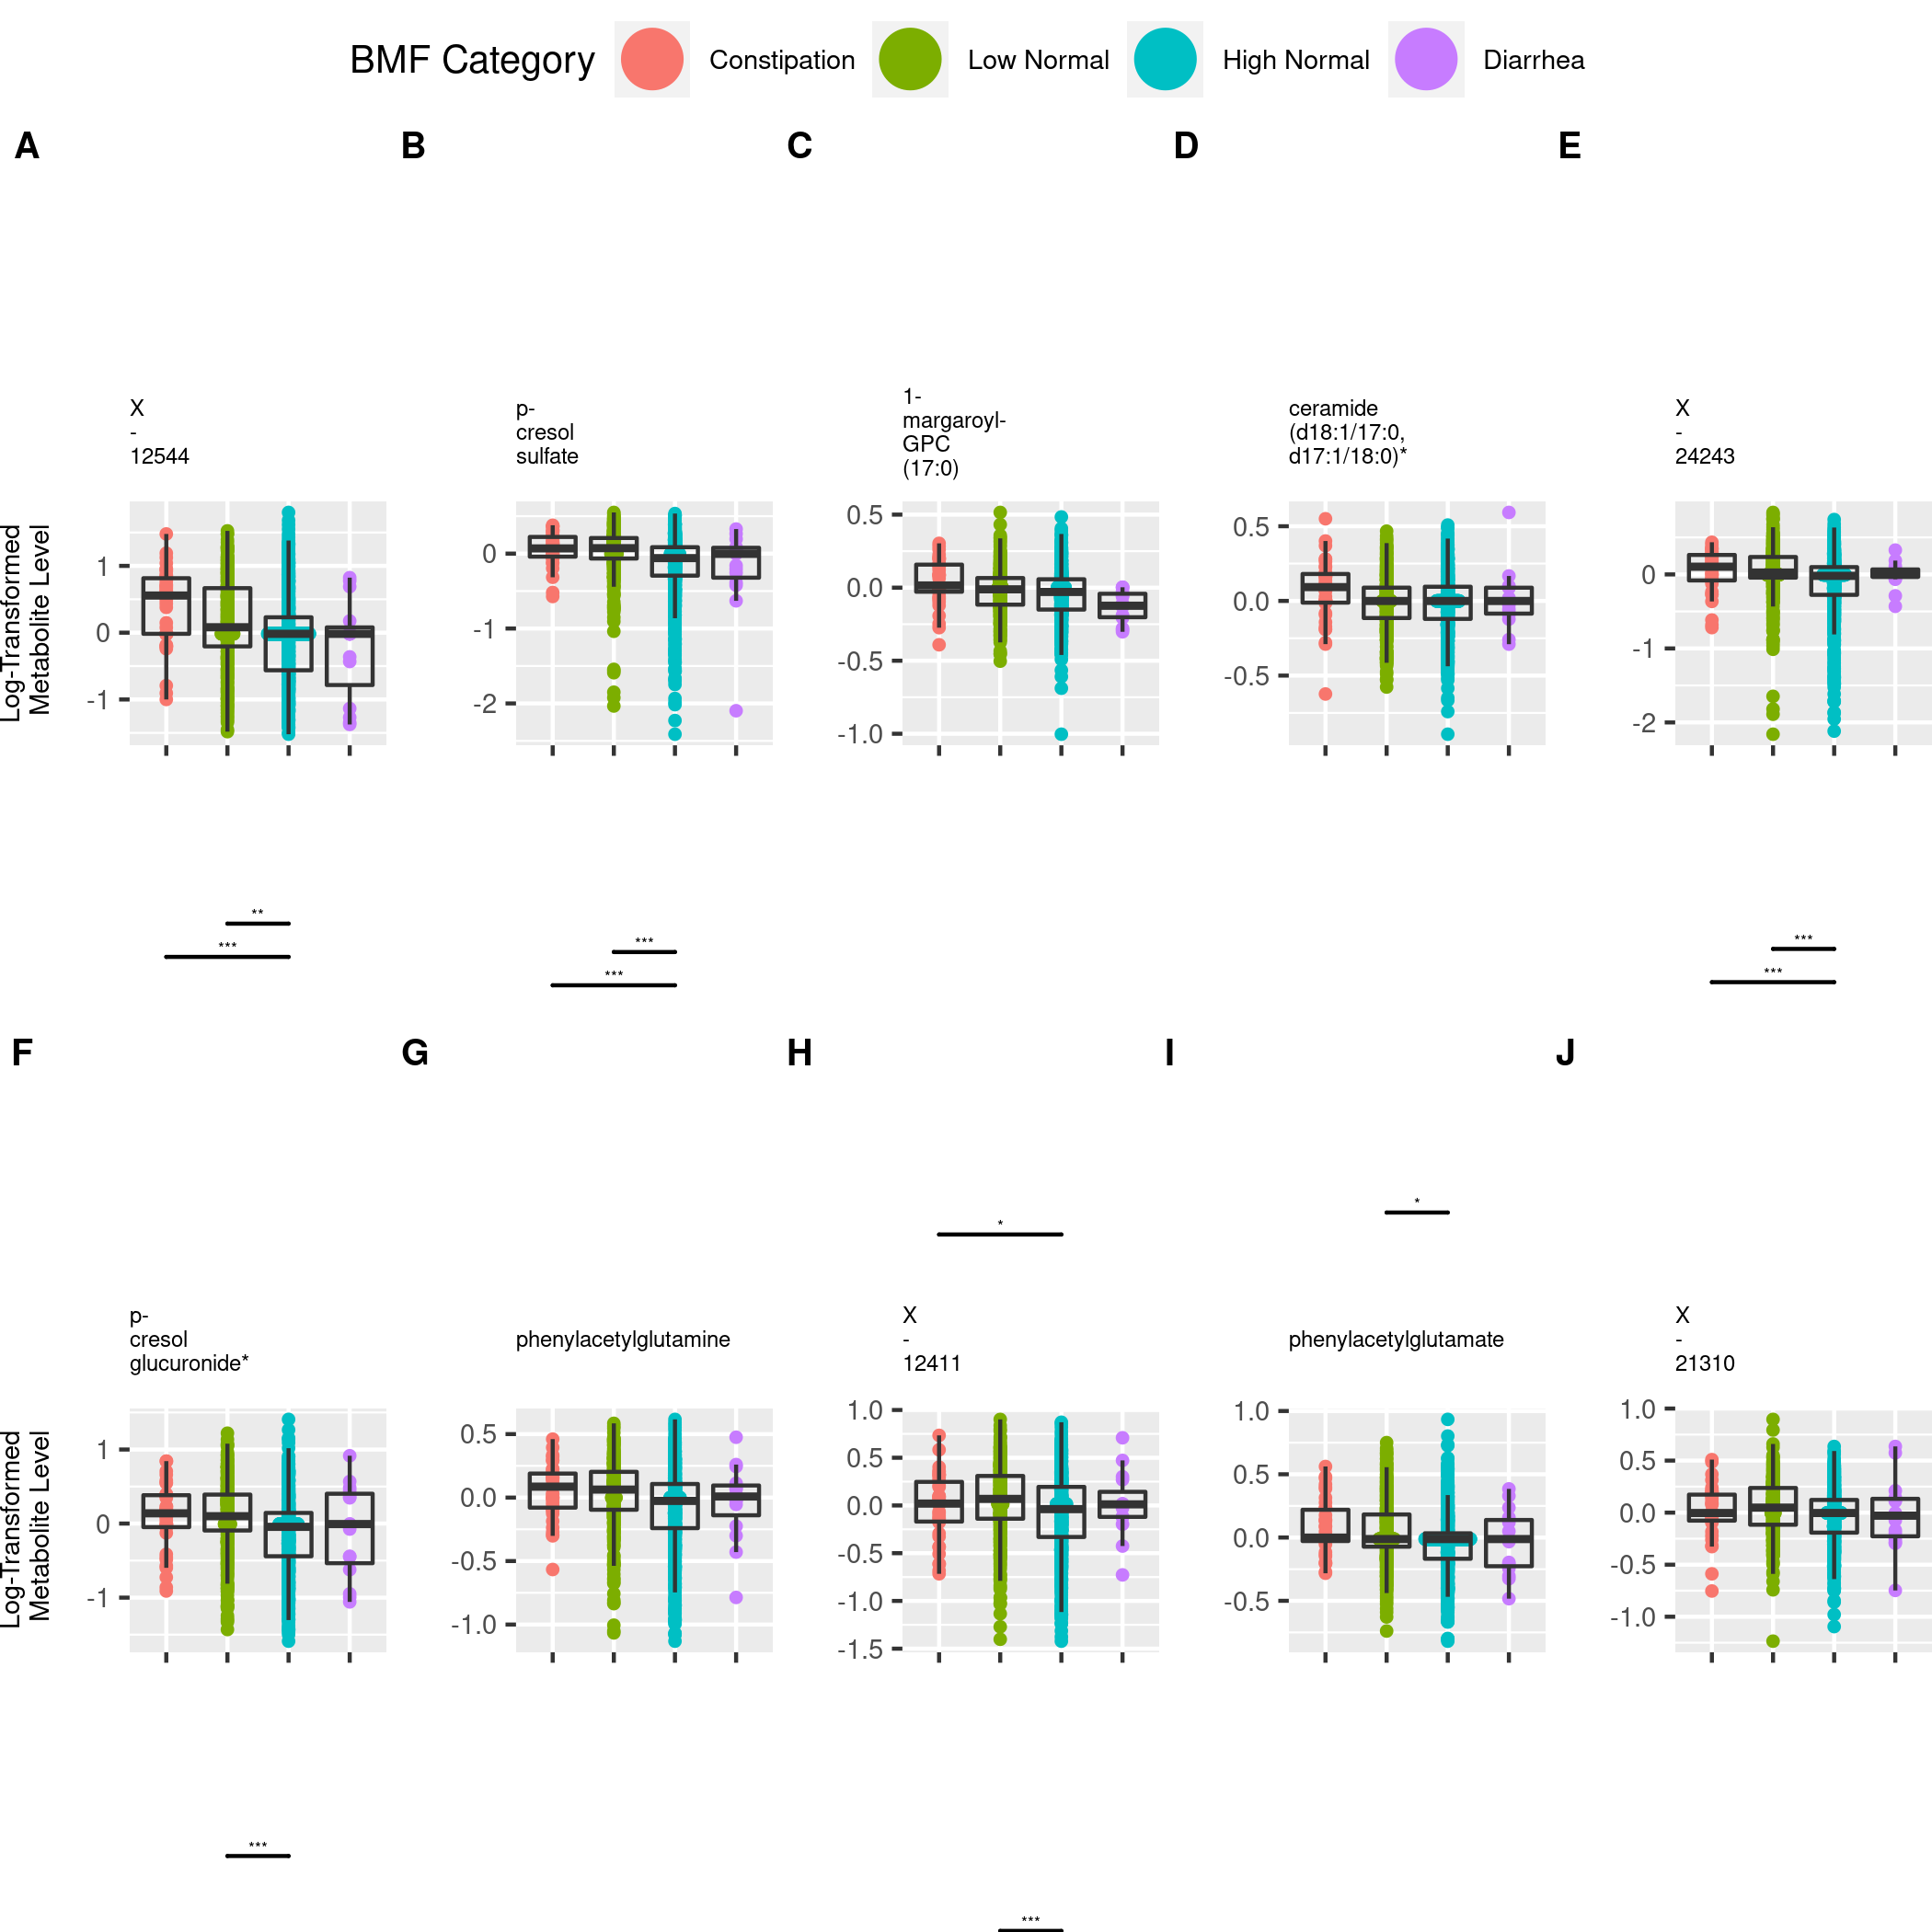 BMF Category Constipation Low Normal High Normal Diarrhea
A B C D E
X
-
12544
p-
cresol
sulfate
1-
margaroyl-
GPC
(17:0)
ceramide
(d18:1/17:0,
d17:1/18:0)*
X
-
24243
Log-Transformed
Metabolite Level
1
0
-1
0
-1
-2
0.5
0.0
-0.5
-1.0
0.5
0.0
-0.5
0
-1
-2
**
***
***
***
***
***
F G H I J
*
*
p-
cresol
glucuronide*
phenylacetylglutamine
X
-
12411
phenylacetylglutamate
X
-
21310
Log-Transformed
Metabolite Level
1
0
-1
0.5
0.0
-0.5
-1.0
1.0
0.5
0.0
-0.5
-1.0
-1.5
1.0
0.5
0.0
-0.5
1.0
0.5
0.0
-0.5
-1.0
***
***